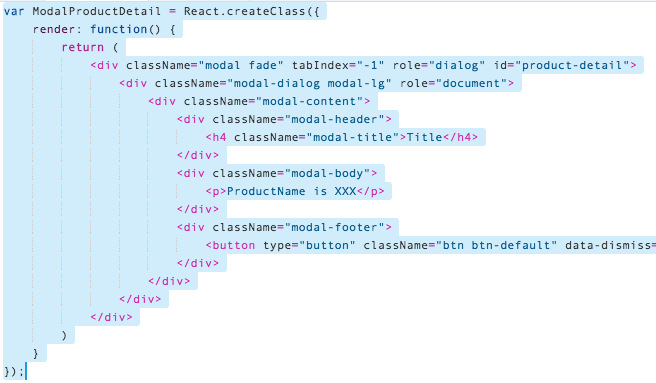 var ModalProductDetail = React.createClass({
    render: function() {
        return (
            <div className="modal fade" tabIndex="-1" role="dialog" id="product-detail">
                <div className="modal-dialog modal-lg" role="document">
                    <div className="modal-content">
                        <div className="modal-header">
                            <h4 className="modal-title">Title</h4>
                        </div>
                        <div className="modal-body">
                            <p>ProductName is XXX</p>
                        </div>
                        <div className="modal-footer">
                            <button type="button" className="btn btn-default" data-dismiss=
                        </div>
                    </div>
                </div>
            </div>
        )
    }
});